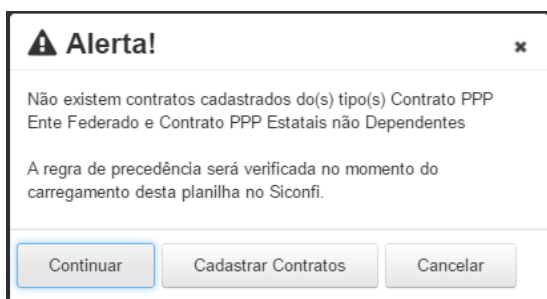 Alerta!
Não existem contratos cadastrados do(s) tipo(s) Contrato PPP
Ente Federado e Contrato PPP Estatais não Dependentes
A regra de precedência será verificada no momento do
carregamento desta planilha no Siconfi.
Continuar
Cadastrar Contratos
Cancelar